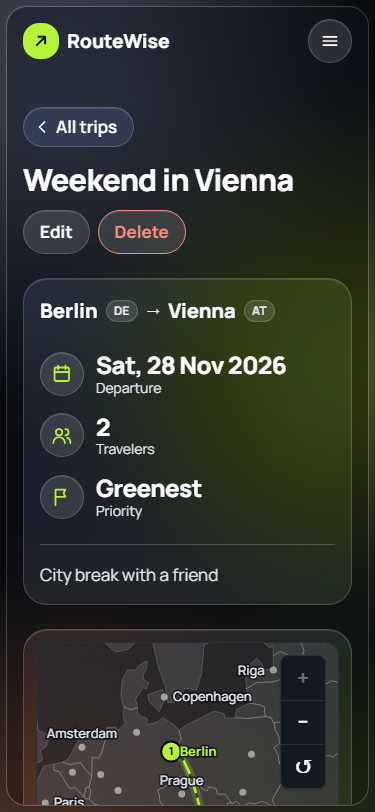 RouteWise
All trips
Weekend in Vienna
Edit
Delete
Berlin DE → Vienna AT
Sat, 28 Nov 2026
Departure
2
Travelers
Greenest
Priority
City break with a friend
Riga
+
Copenhagen
−
Amsterdam
1 Berlin
↺
Prague
Paris